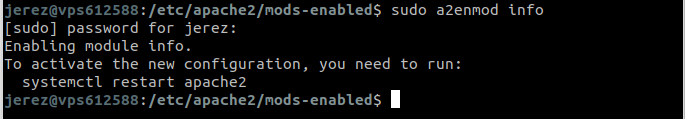 jerez@vps612588:/etc/apache2/mods-enabled$ sudo a2enmod info
[sudo] password for jerez:
Enabling module info.
To activate the new configuration, you need to run:
  systemctl restart apache2
jerez@vps612588:/etc/apache2/mods-enabled$